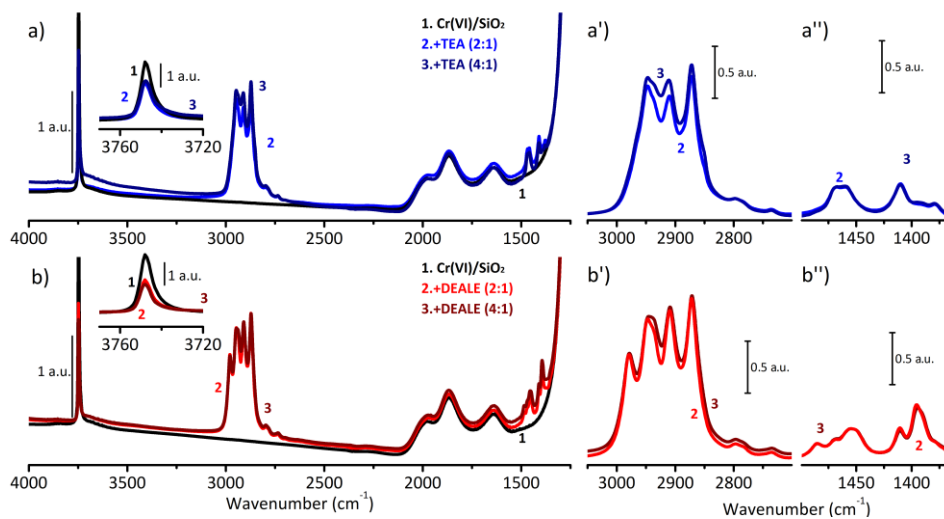 a)
1. Cr(VI)/SiO₂
2.+TEA (2:1)
3.+TEA (4:1)
1 a.u.
1
1 a.u.
2
3
3760
3720
3
2
1
4000
3500
3000
2500
2000
1500
a')
0.5 a.u.
3
2
3050
2900
2750
a'')
0.5 a.u.
2
3
1450
1400
b)
1. Cr(VI)/SiO₂
2.+DEALE (2:1)
3.+DEALE (4:1)
1 a.u.
1
1 a.u.
2
3
3760
3720
2
3
1
4000
3500
3000
2500
2000
1500
Wavenumber (cm⁻¹)
b')
0.5 a.u.
3
2
3050
2900
2750
b'')
0.5 a.u.
3
2
1450
1400
Wavenumber (cm⁻¹)